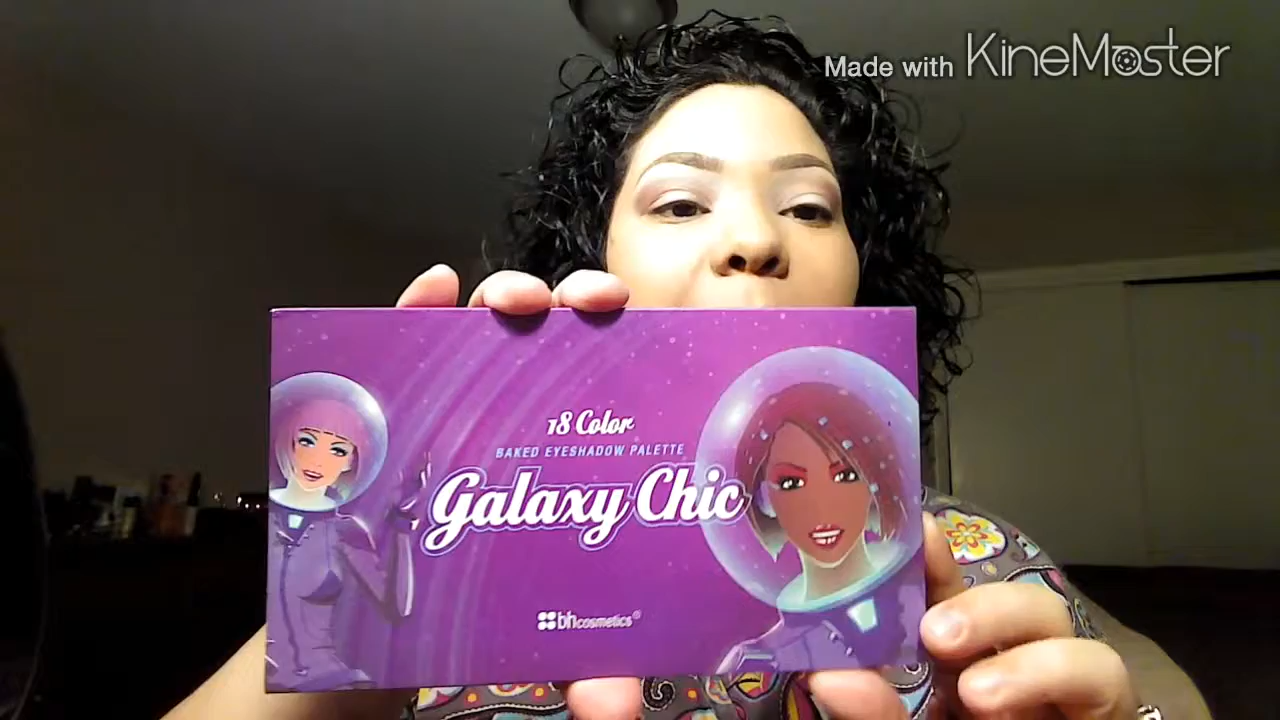 Made with KINEMASTER
18 Color
BAKED EYESHADOW PALETTE
Galaxy Chic
bhcosmetics®